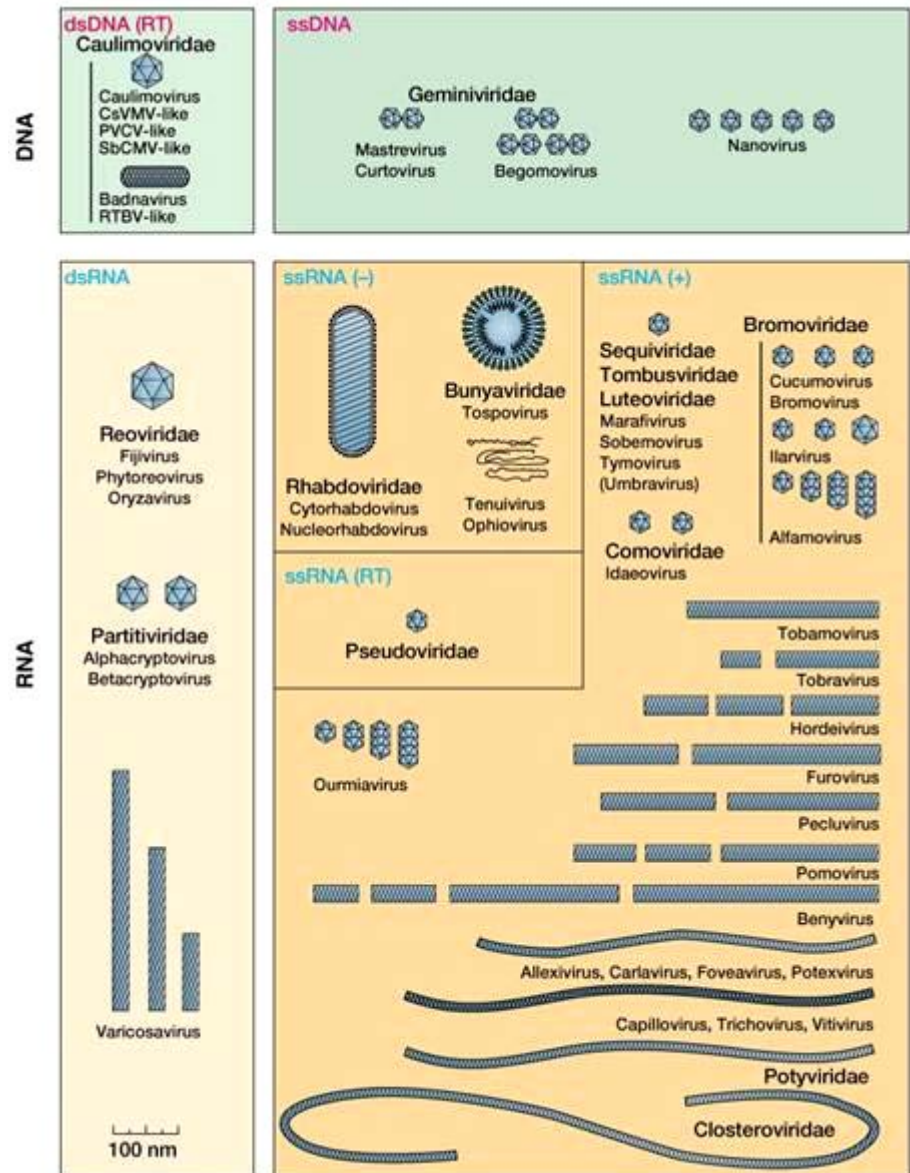 DNA
dsDNA (RT)
Caulimoviridae
Caulimovirus
CsVMV-like
PVCV-like
SbCMV-like
Badnavirus
RTBV-like
ssDNA
Geminiviridae
Mastrevirus
Curtovirus
Begomovirus
Nanovirus
RNA
dsRNA
Reoviridae
Fijivirus
Phytoreovirus
Oryzavirus
Partitiviridae
Alphacryptovirus
Betacryptovirus
Varicosavirus
100 nm
ssRNA (–)
Rhabdoviridae
Cytorhabdovirus
Nucleorhabdovirus
Bunyaviridae
Tospovirus
Tenuivirus
Ophiovirus
ssRNA (RT)
Pseudoviridae
ssRNA (+)
Sequiviridae
Tombusviridae
Luteoviridae
Marafivirus
Sobemovirus
Tymovirus
(Umbravirus)
Comoviridae
Idaeovirus
Bromoviridae
Cucumovirus
Bromovirus
Ilarvirus
Alfamovirus
Ourmiavirus
Tobamovirus
Tobravirus
Hordeivirus
Furovirus
Pecluvirus
Pomovirus
Benyvirus
Allexivirus, Carlavirus, Foveavirus, Potexvirus
Capillovirus, Trichovirus, Vitivirus
Potyviridae
Closteroviridae